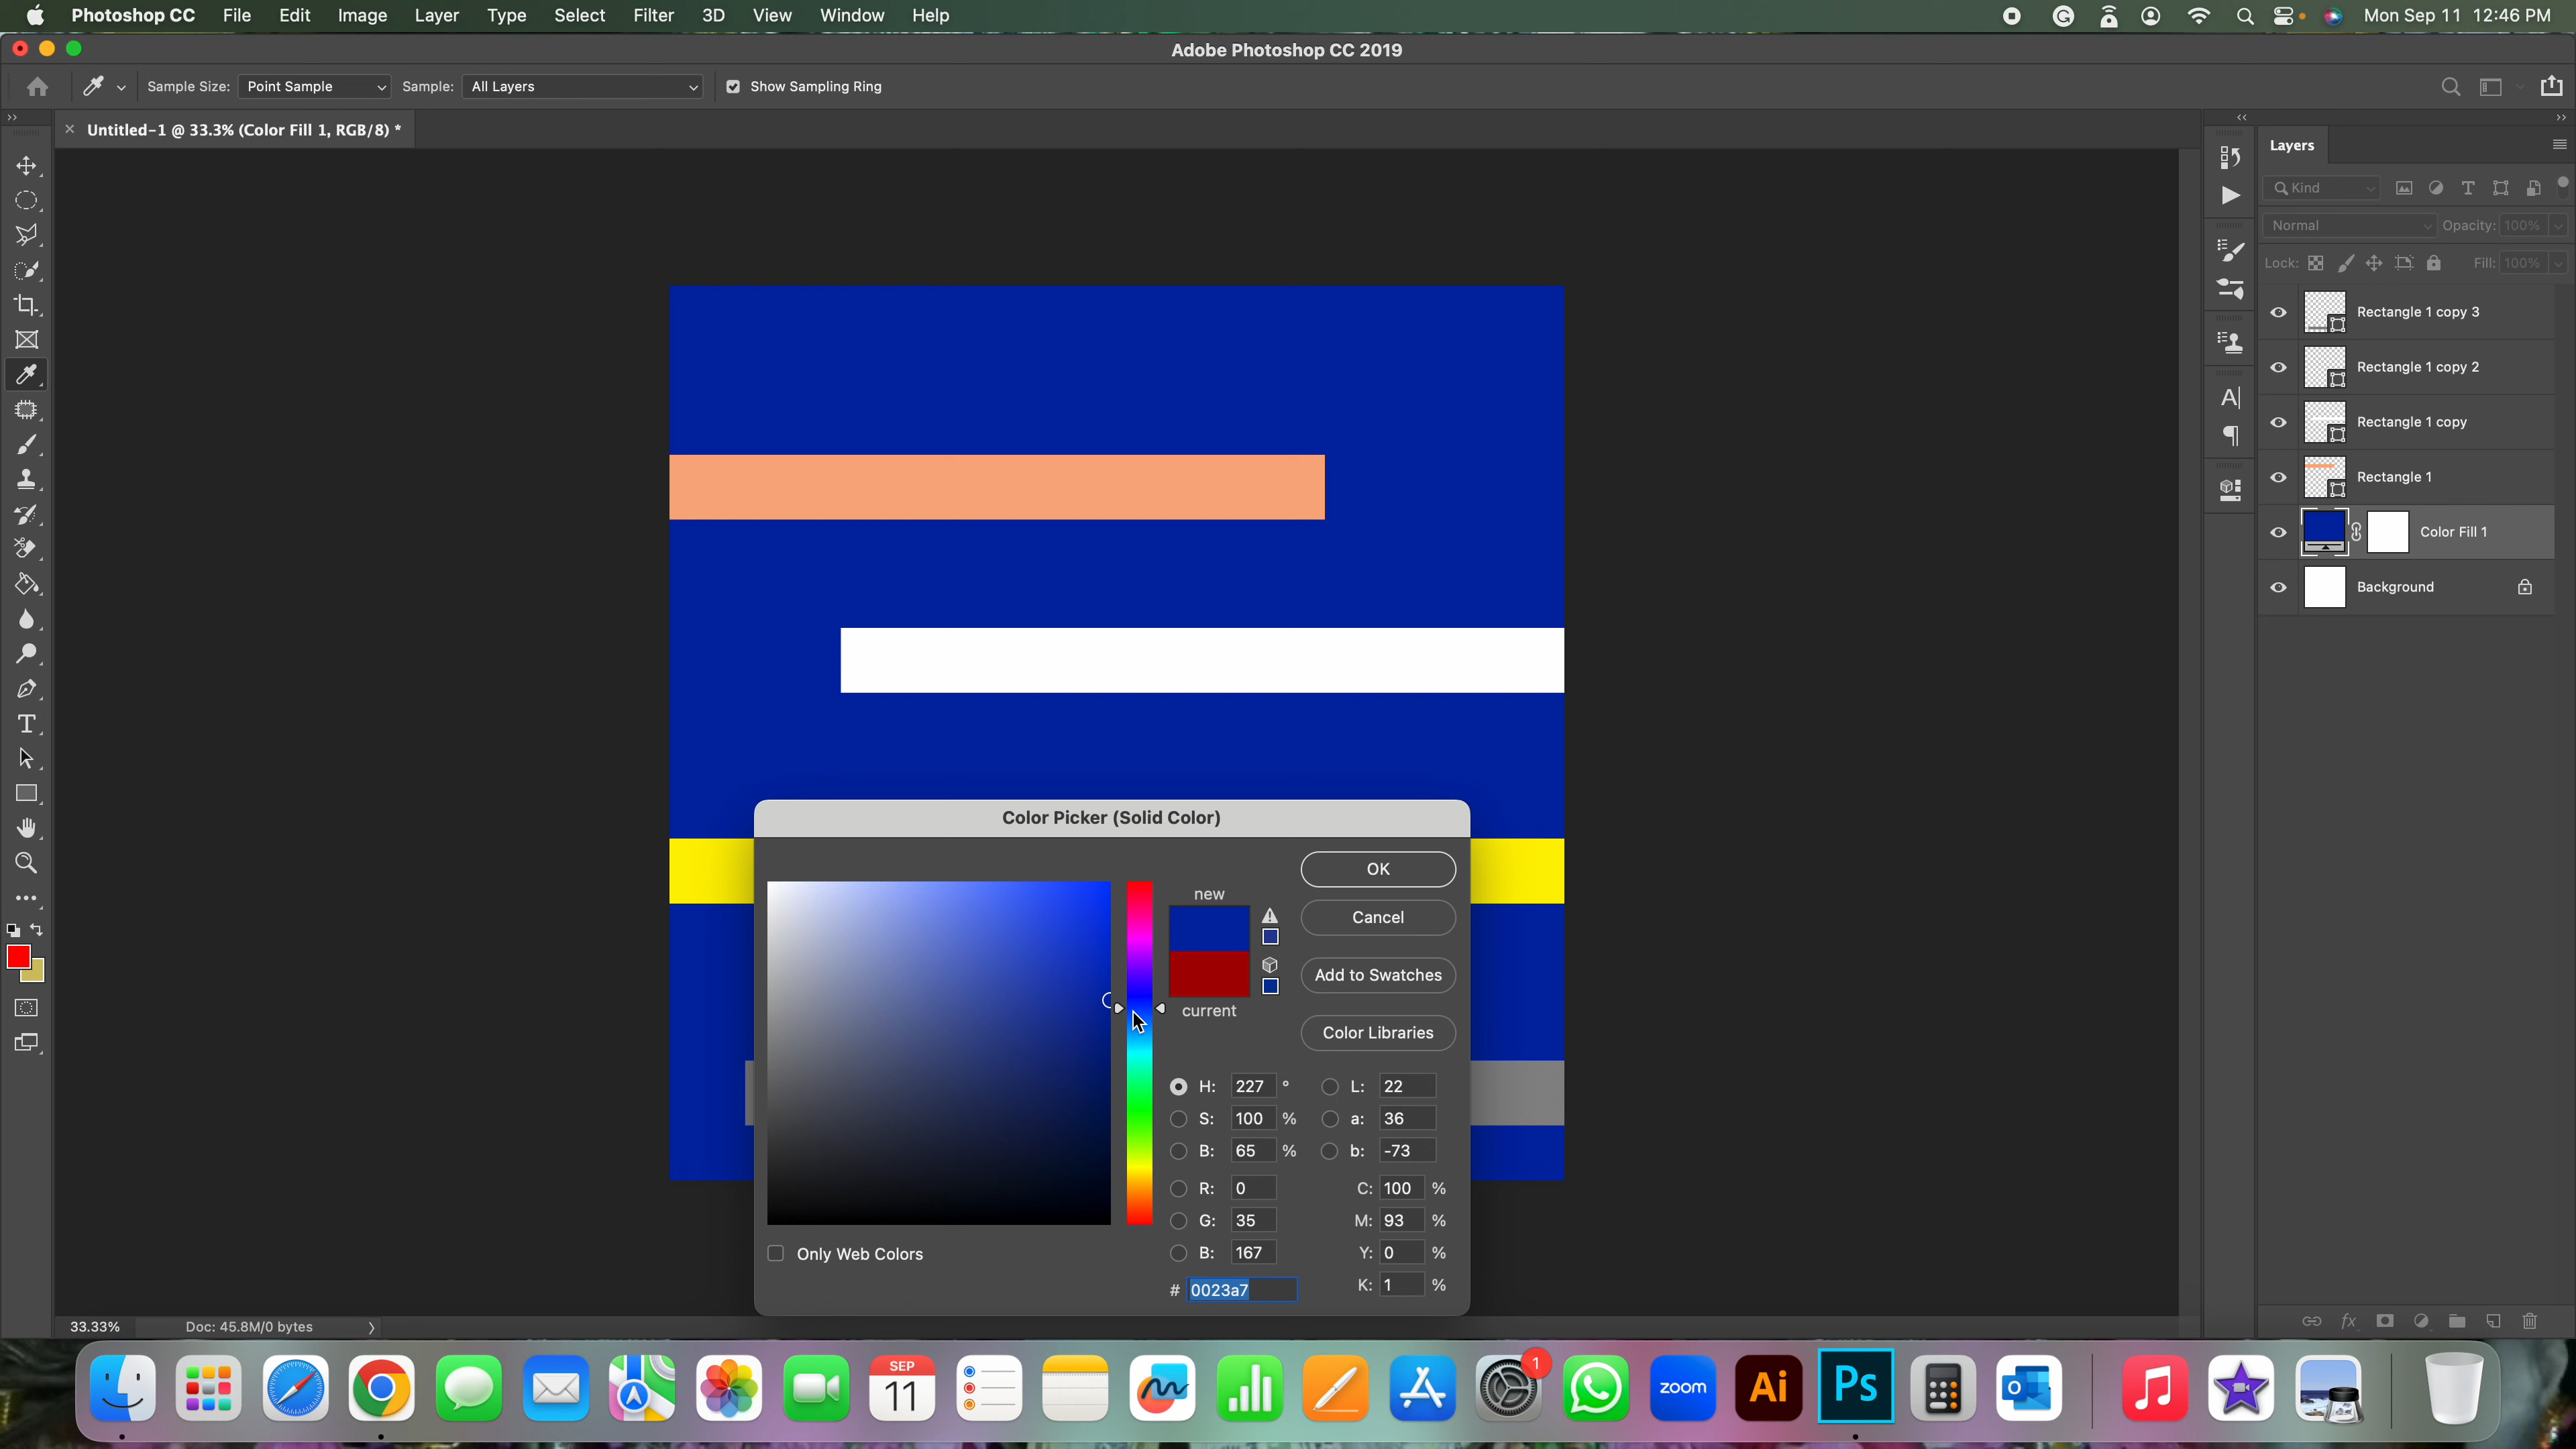 Photoshop CC File Edit Image Layer Type Select Filter 3D View Window Help Mon Sep 11 12:46 PM
Adobe Photoshop CC 2019
Sample Size: Point Sample Sample: All Layers Show Sampling Ring
Untitled-1 @ 33.3% (Color Fill 1, RGB/8) *
Layers
Kind
Normal Opacity: 100%
Lock: Fill: 100%
Rectangle 1 copy 3
Rectangle 1 copy 2
Rectangle 1 copy
Rectangle 1
Color Fill 1
Background
Color Picker (Solid Color)
OK
new
Cancel
Add to Swatches
current
Color Libraries
H: 227 ° L: 22
S: 100 % a: 36
B: 65 % b: -73
R: 0 C: 100 %
G: 35 M: 93 %
B: 167 Y: 0 %
Only Web Colors
# 0023a7 K: 1 %
33.33% Doc: 45.8M/0 bytes
fx
SEP
11
1
zoom
Ai
Ps